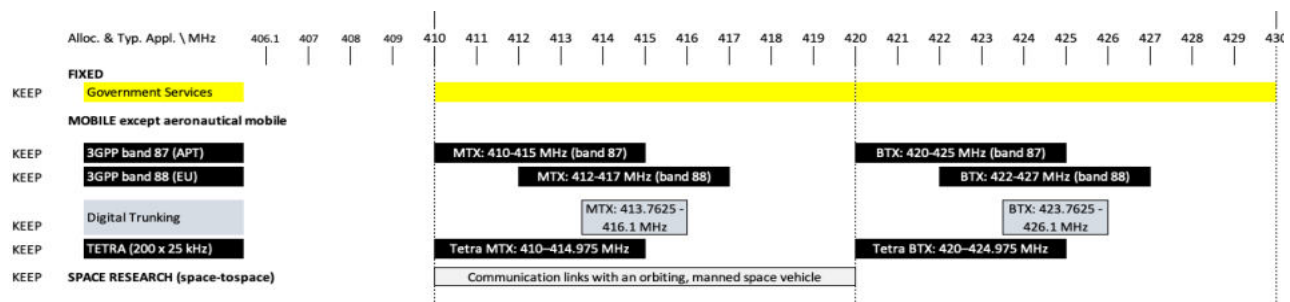 Alloc. & Typ. Appl. \ MHz 406.1 407 408 409 410 411 412 413 414 415 416 417 418 419 420 421 422 423 424 425 426 427 428 429 430
FIXED
KEEP Government Services
MOBILE except aeronautical mobile
KEEP 3GPP band 87 (APT) MTX: 410-415 MHz (band 87) BTX: 420-425 MHz (band 87)
KEEP 3GPP band 88 (EU) MTX: 412-417 MHz (band 88) BTX: 422-427 MHz (band 88)
KEEP Digital Trunking MTX: 413.7625 - BTX: 423.7625 -
416.1 MHz 426.1 MHz
KEEP TETRA (200 x 25 kHz) Tetra MTX: 410–414.975 MHz Tetra BTX: 420–424.975 MHz
KEEP SPACE RESEARCH (space-tospace) Communication links with an orbiting, manned space vehicle